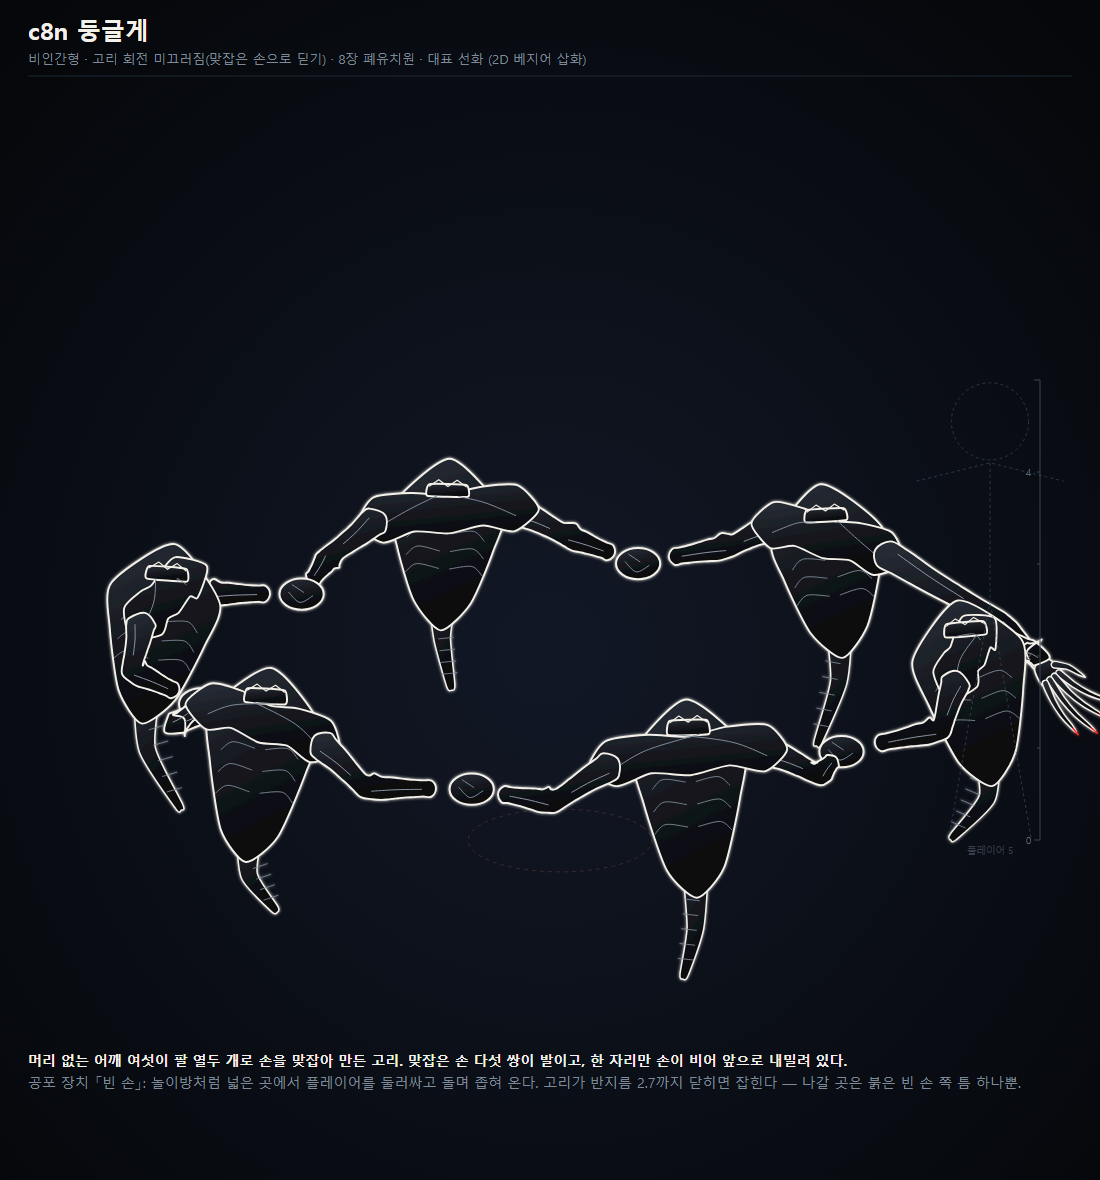 c8n 둥글게
비인간형 · 고리 회전 미끄러짐(맞잡은 손으로 딛기) · 8장 폐유치원 · 대표 선화 (2D 베지어 삽화)
4
0
플레이어 5
머리 없는 어깨 여섯이 팔 열두 개로 손을 맞잡아 만든 고리. 맞잡은 손 다섯 쌍이 발이고, 한 자리만 손이 비어 앞으로 내밀려 있다.
공포 장치 「빈 손」: 놀이방처럼 넓은 곳에서 플레이어를 둘러싸고 돌며 좁혀 온다. 고리가 반지름 2.7까지 닫히면 잡힌다 — 나갈 곳은 붉은 빈 손 쪽 틈 하나뿐.